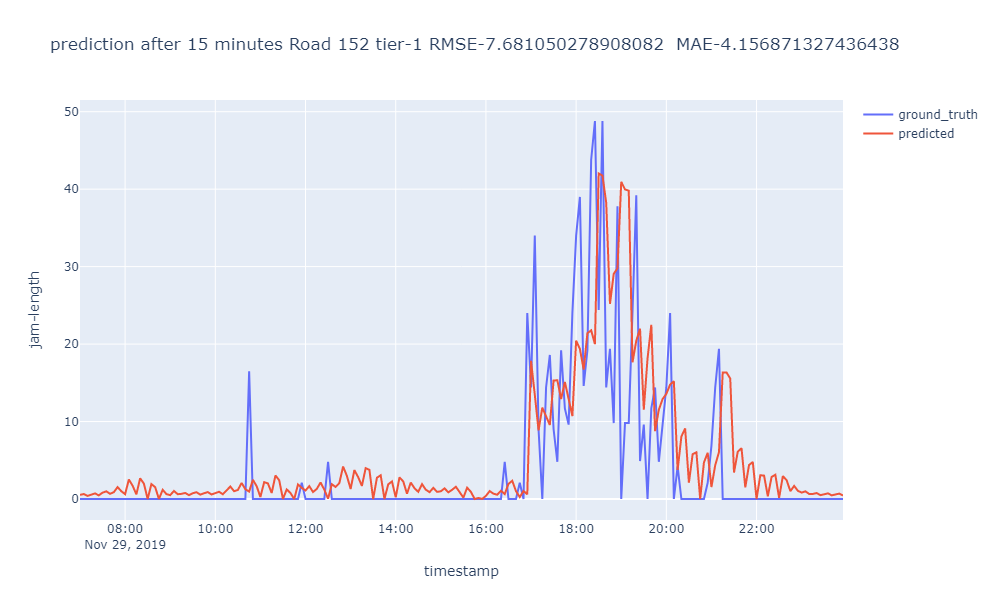 prediction after 15 minutes Road 152 tier-1 RMSE-7.681050278908082  MAE-4.156871327436438
ground_truth
predicted
50
40
30
20
10
0
jam-length
08:00 10:00 12:00 14:00 16:00 18:00 20:00 22:00
Nov 29, 2019
timestamp